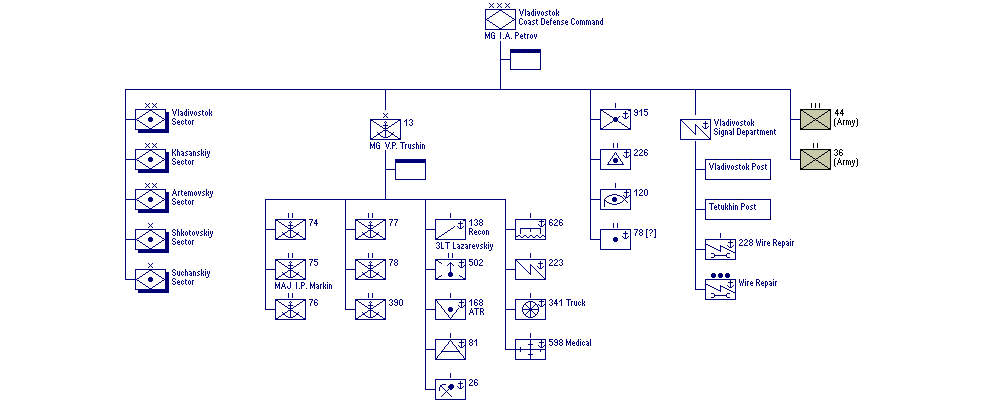 Vladivostok
Coast Defense Command
MG I.A. Petrov
Vladivostok
Sector
Khasanskiy
Sector
Artemovsky
Sector
Shkotovskiy
Sector
Suchanskiy
Sector
13
MG V.P. Trushin
74
75
MAJ I.P. Markin
76
77
78
390
138
Recon
3LT Lazarevskiy
502
168
ATR
81
26
626
223
341 Truck
598 Medical
915
226
120
78 [?]
Vladivostok
Signal Department
Vladivostok Post
Tetukhin Post
228 Wire Repair
Wire Repair
44
(Army)
36
(Army)